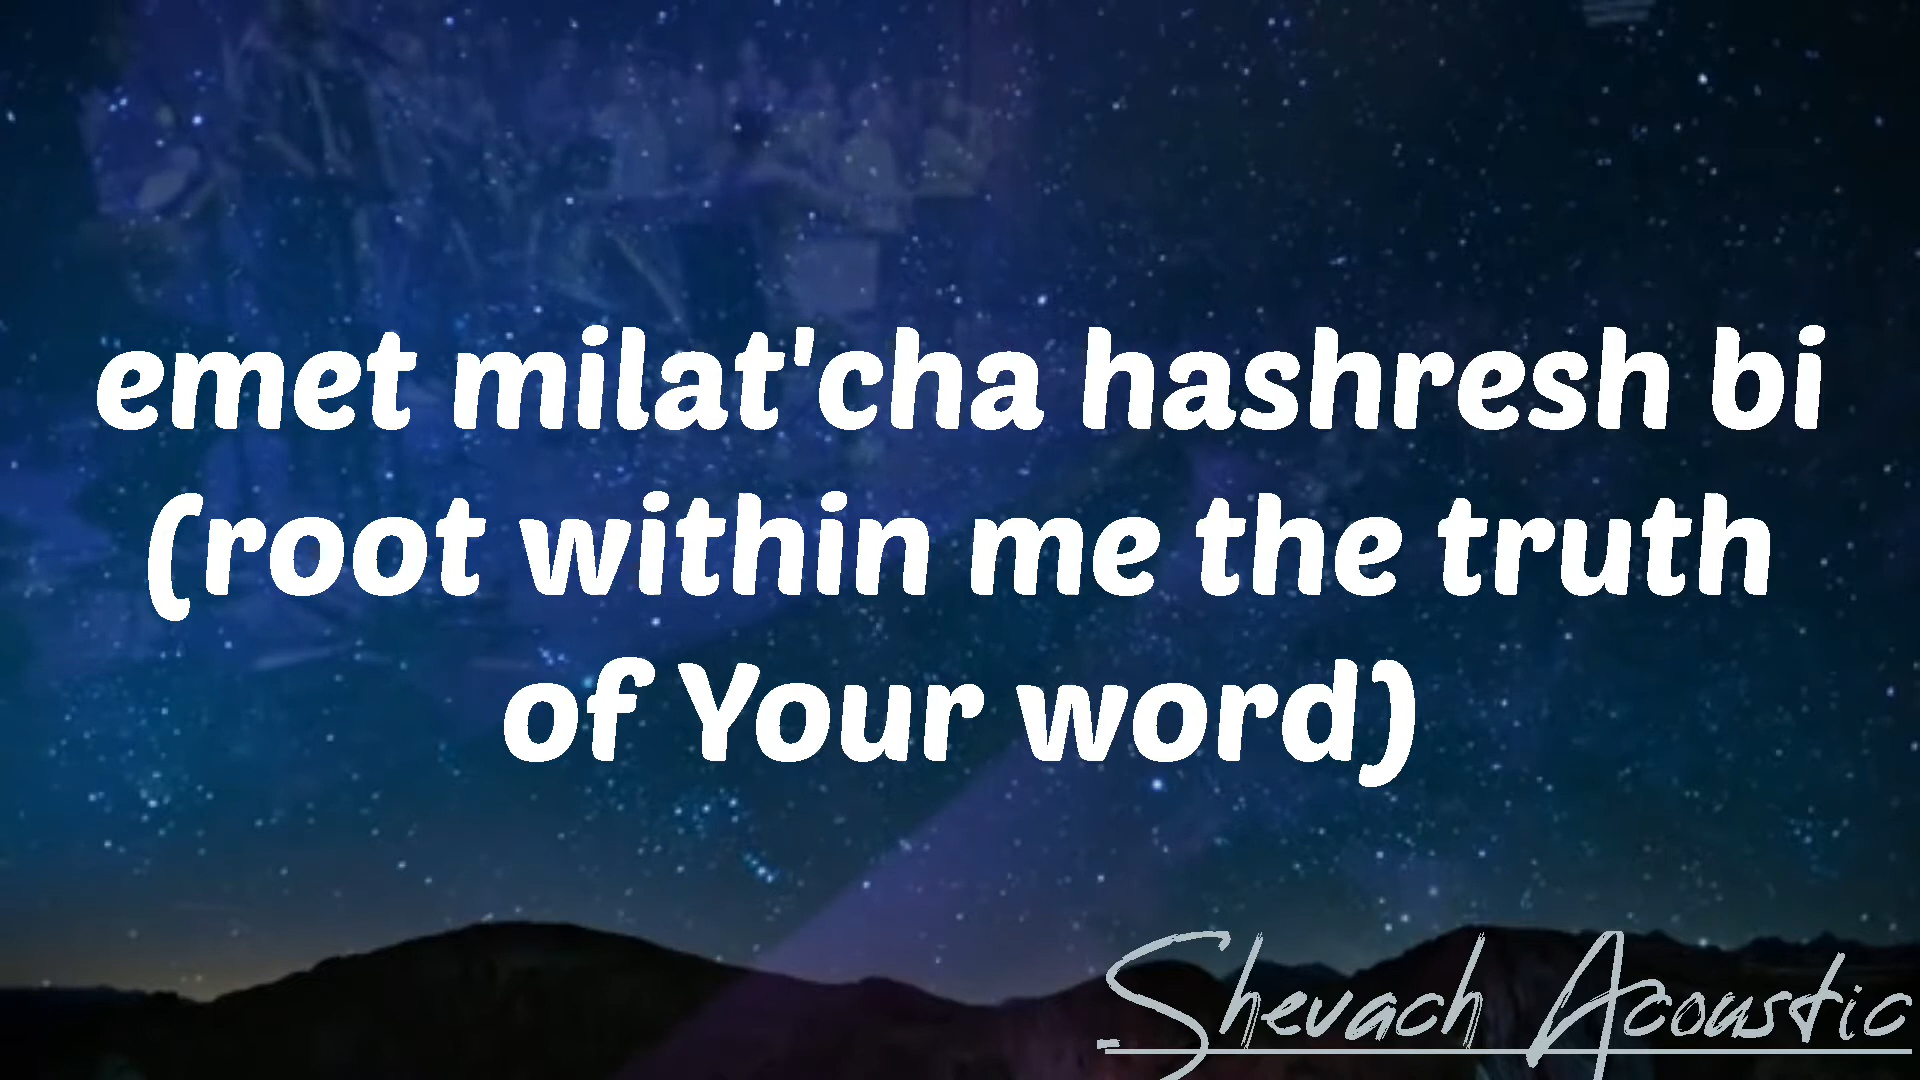 emet milat'cha hashresh bi
(root within me the truth
of Your word)
Shevach Acoustic